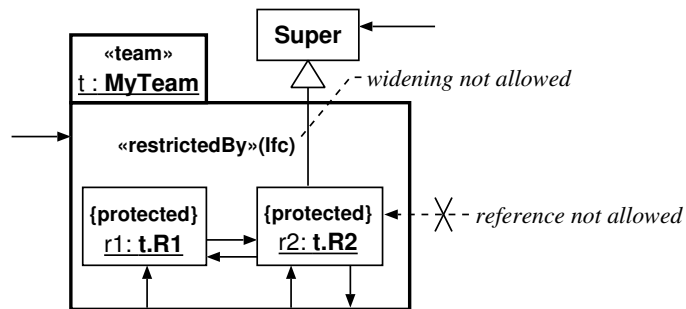 Super
«team»
t : MyTeam
widening not allowed
«restrictedBy»(Ifc)
{protected}
r1: t.R1
{protected}
r2: t.R2
reference not allowed